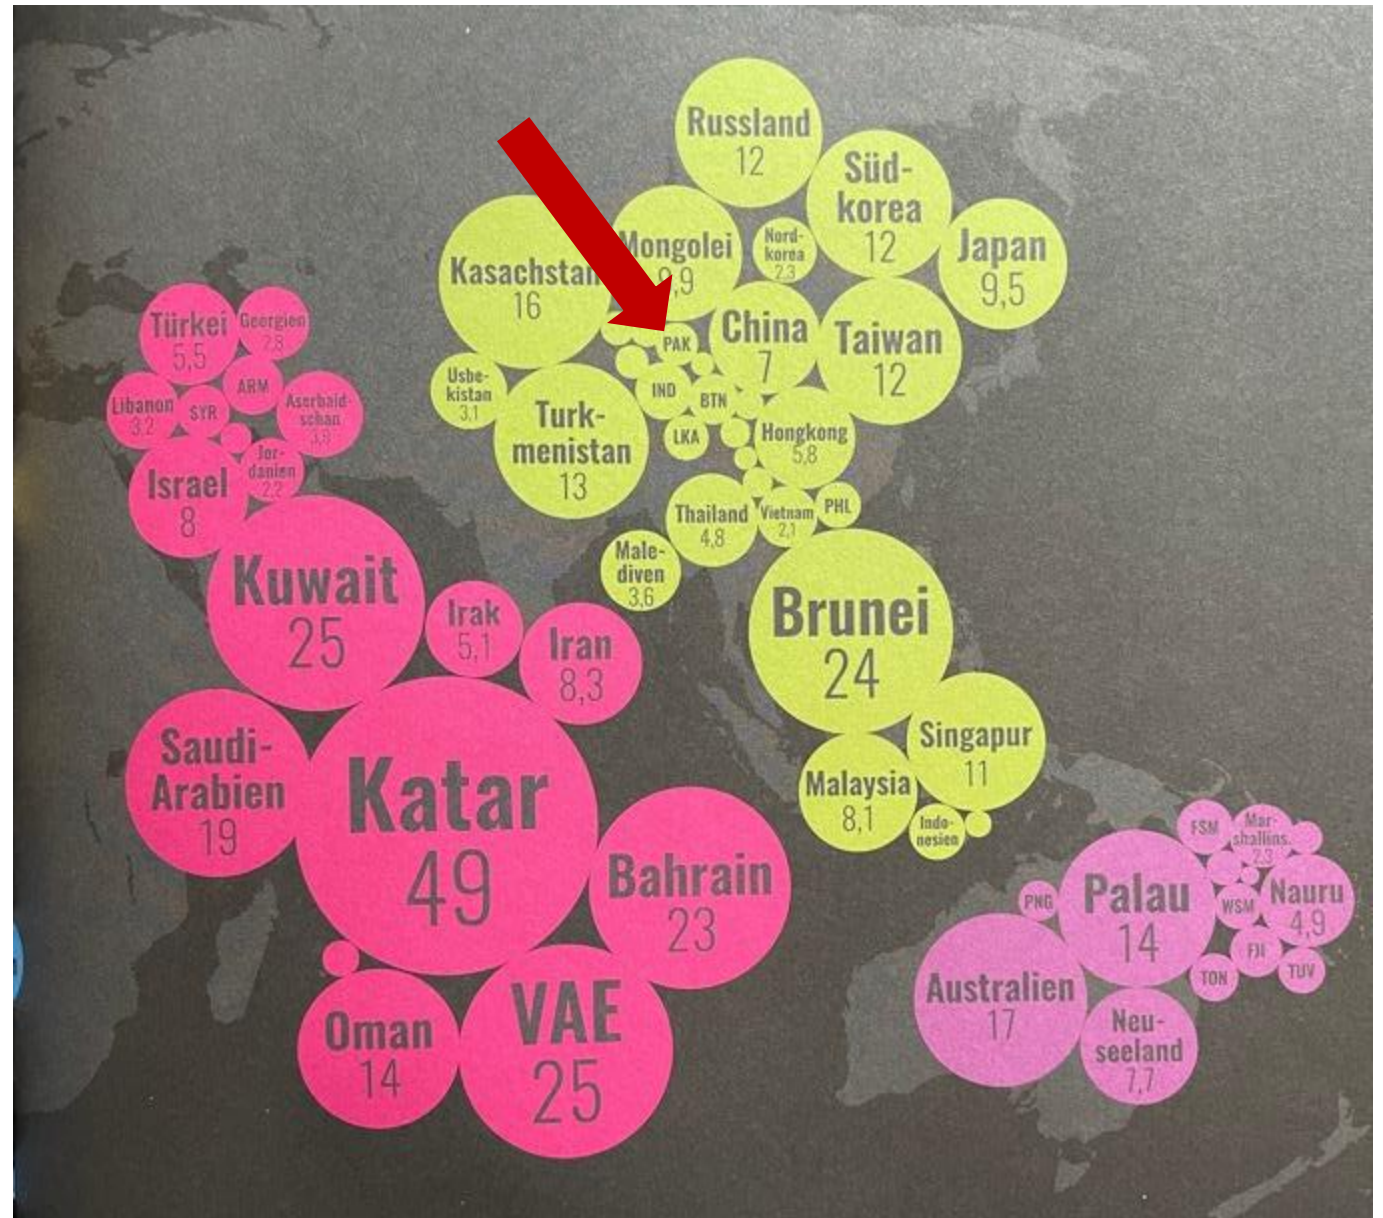 Russland
12
Süd-
korea
12
Japan
9,5
Mongolei
9,9
Nord-
korea
2,3
Kasachstan
16
China
7
Taiwan
12
PAK
IND
BTN
LKA
Hongkong
5,8
Usbe-
kistan
3,1
Turk-
menistan
13
Thailand
4,8
Vietnam
2,1
PHL
Male-
diven
3,6
Brunei
24
Singapur
11
Malaysia
8,1
Indo-
nesien
Türkei
5,5
Georgien
2,8
ARM
Libanon
3,2
SYR
Aserbaid-
schan
3,8
Jor-
danien
2,2
Israel
8
Kuwait
25
Irak
5,1
Iran
8,3
Saudi-
Arabien
19
Katar
49
Bahrain
23
Oman
14
VAE
25
FSM
Mar-
shallins.
2,3
PNG
Palau
14
WSM
Nauru
4,9
FJI
TON
TUV
Australien
17
Neu-
seeland
7,7